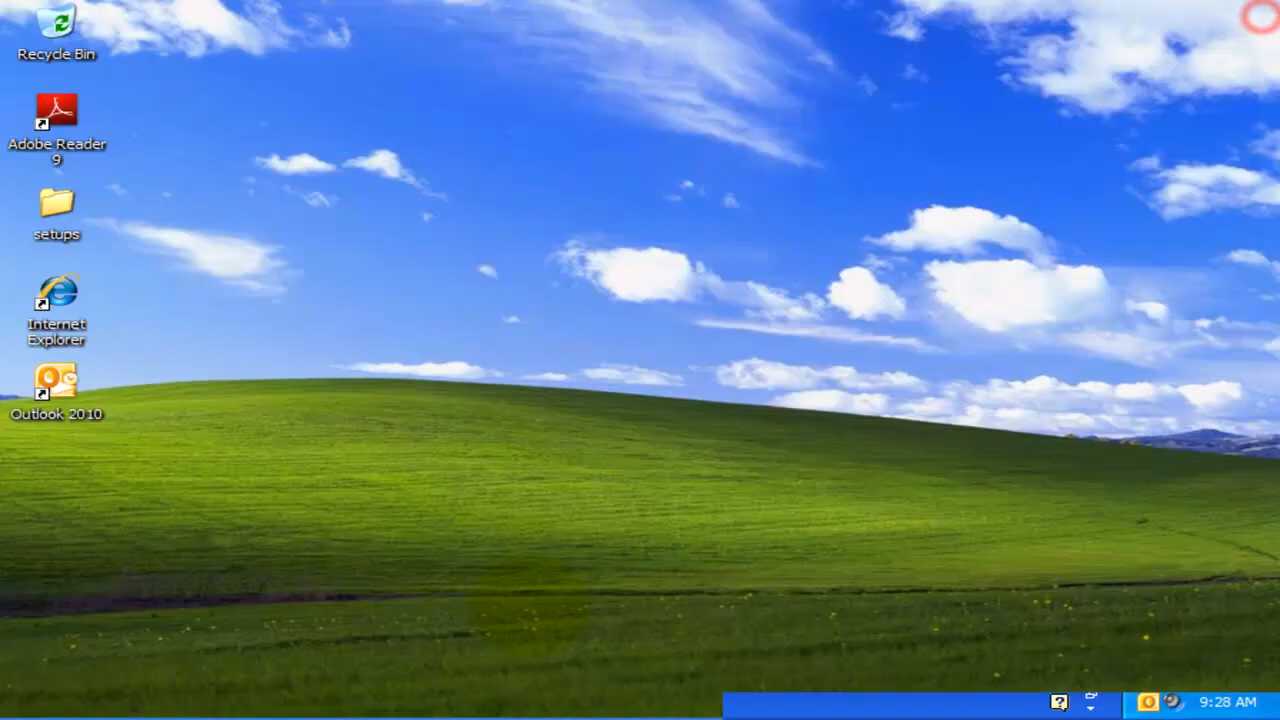 Recycle Bin
Adobe Reader
9
setups
Internet
Explorer
Outlook 2010
?
9:28 AM